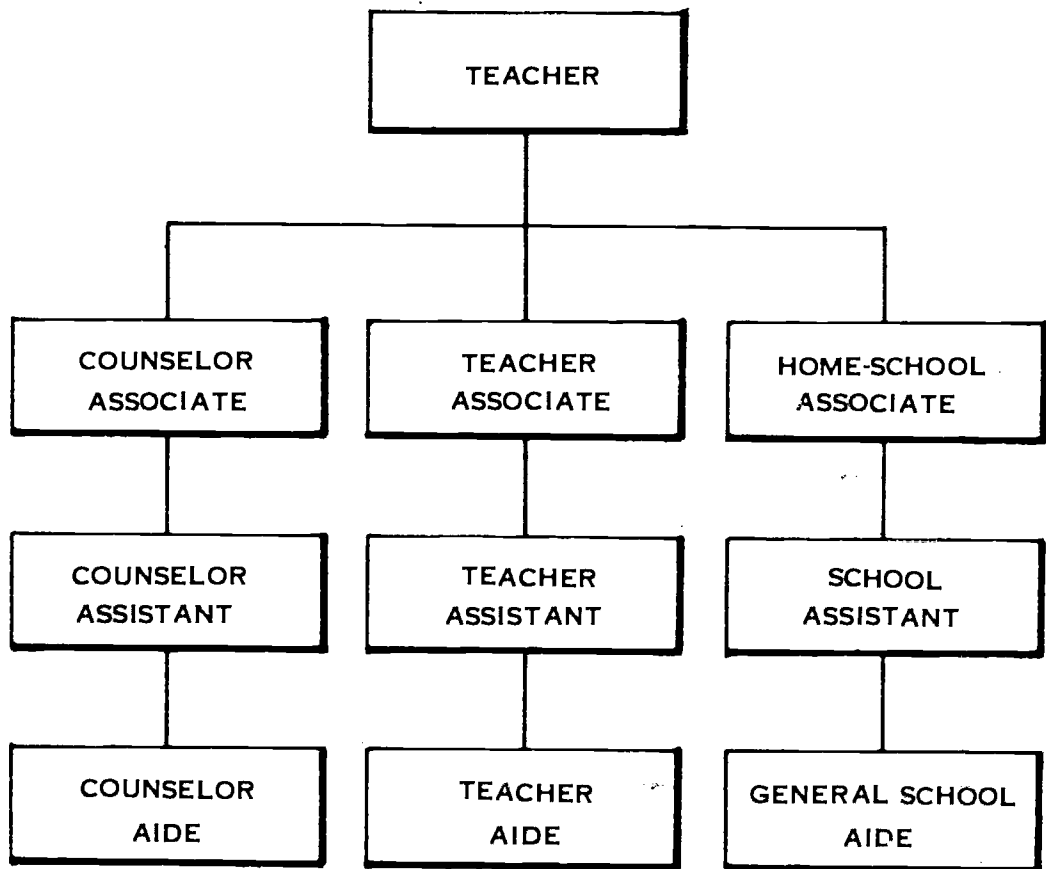 TEACHER
COUNSELOR
ASSOCIATE
TEACHER
ASSOCIATE
HOME-SCHOOL
ASSOCIATE
COUNSELOR
ASSISTANT
TEACHER
ASSISTANT
SCHOOL
ASSISTANT
COUNSELOR
AIDE
TEACHER
AIDE
GENERAL SCHOOL
AIDE